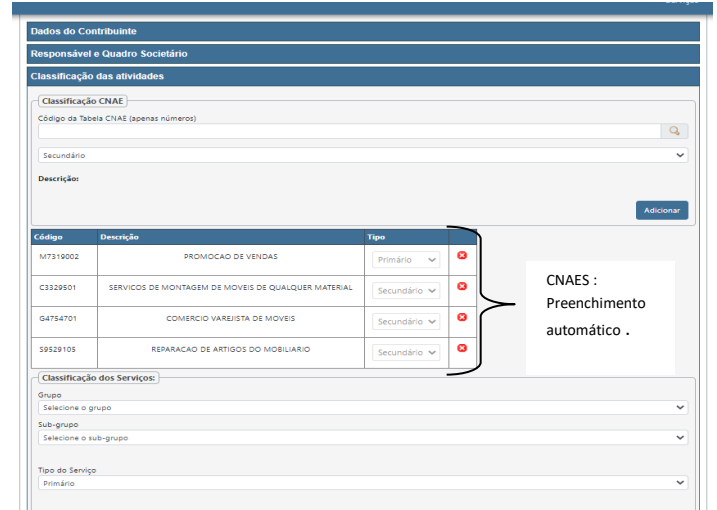 Serviços
Dados do Contribuinte
Responsável e Quadro Societário
Classificação das atividades
Classificação CNAE
Código da Tabela CNAE (apenas números)
Secundário
Descrição:
Adicionar
Código Descrição Tipo
M7319002 PROMOCAO DE VENDAS Primário
C3329501 SERVICOS DE MONTAGEM DE MOVEIS DE QUALQUER MATERIAL Secundário
G4754701 COMERCIO VAREJISTA DE MOVEIS Secundário
S9529105 REPARACAO DE ARTIGOS DO MOBILIARIO Secundário
CNAES :
Preenchimento
automático .
Classificação dos Serviços:
Grupo
Selecione o grupo
Sub-grupo
Selecione o sub-grupo
Tipo do Serviço
Primário